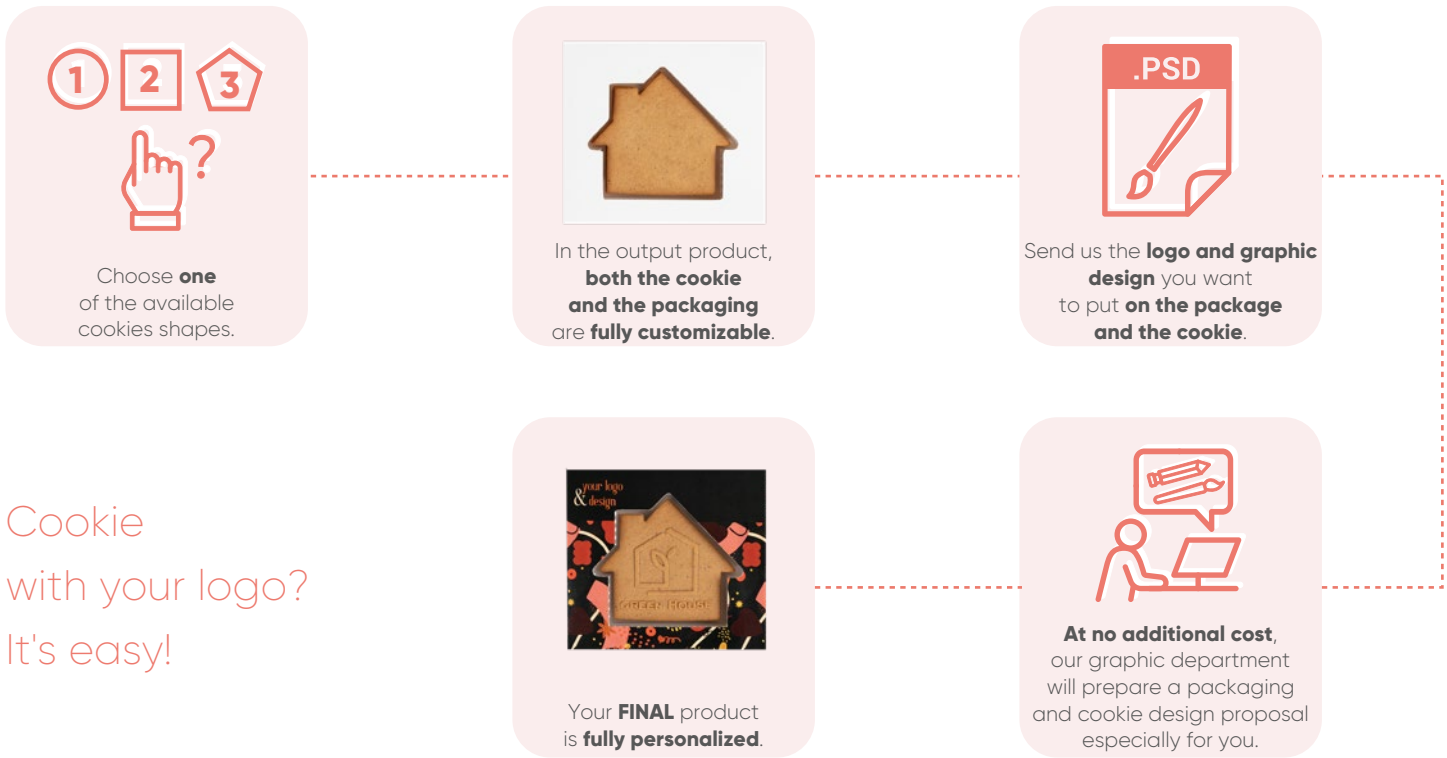 1 2 3
?
Choose one
of the available
cookies shapes.
In the output product,
both the cookie
and the packaging
are fully customizable.
.PSD
Send us the logo and graphic
design you want
to put on the package
and the cookie.
At no additional cost,
our graphic department
will prepare a packaging
and cookie design proposal
especially for you.
your logo
& design
GREEN HOUSE
Your FINAL product
is fully personalized.
Cookie
with your logo?
It's easy!